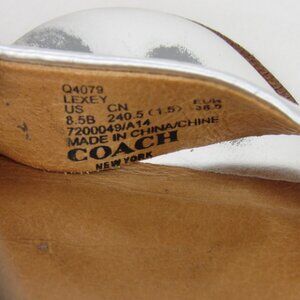 Q4079
LEXEY
US CN EUR
8.5B 240.5 (1.5) 38.5
7200049/A14
MADE IN CHINA/CHINE
COACH
NEW YORK